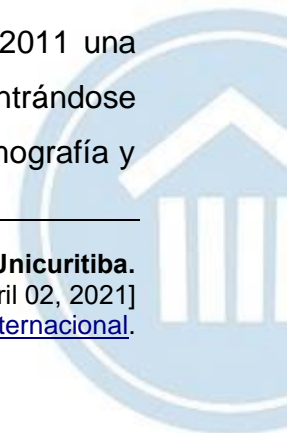 2011 una
ntrándose
nografía y
Unicuritiba.
ril 02, 2021]
ternacional.